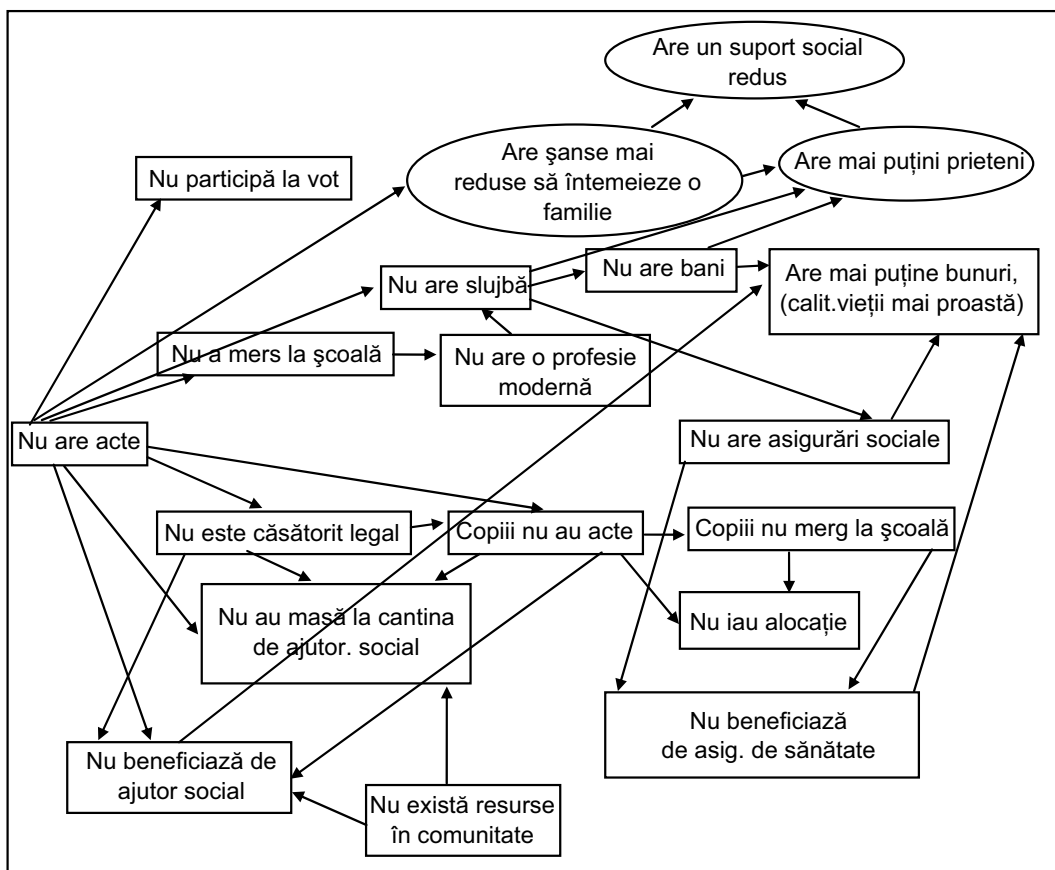 Are un suport social
redus
Are şanse mai
reduse să întemeieze o
familie
Are mai puțini prieteni
Nu participă la vot
Nu are slujbă
Nu are bani
Are mai puține bunuri,
(calit.vieții mai proastă)
Nu a mers la şcoală
Nu are o profesie
modernă
Nu are acte
Nu are asigurări sociale
Nu este căsătorit legal
Copiii nu au acte
Copiii nu merg la şcoală
Nu au masă la cantina
de ajutor. social
Nu iau alocație
Nu beneficiază
de asig. de sănătate
Nu beneficiază de
ajutor social
Nu există resurse
în comunitate